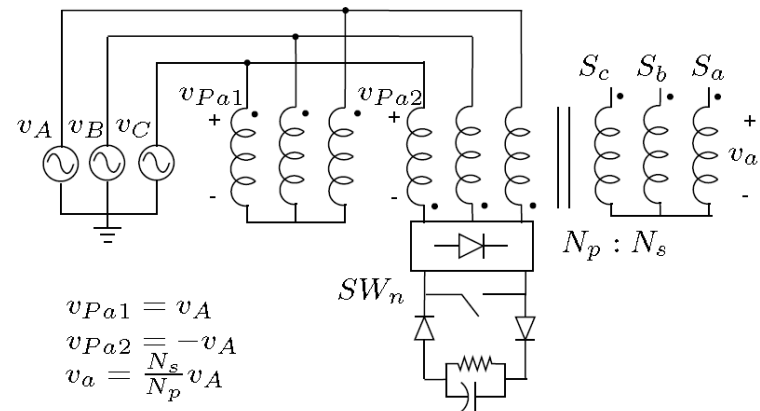 S_c S_b S_a
v_{Pa1} v_{Pa2}
v_A v_B v_C
+ + +
v_a
- - -
N_p : N_s
SW_n
v_{Pa1} = v_A
v_{Pa2} = -v_A
v_a = \frac{N_s}{N_p} v_A